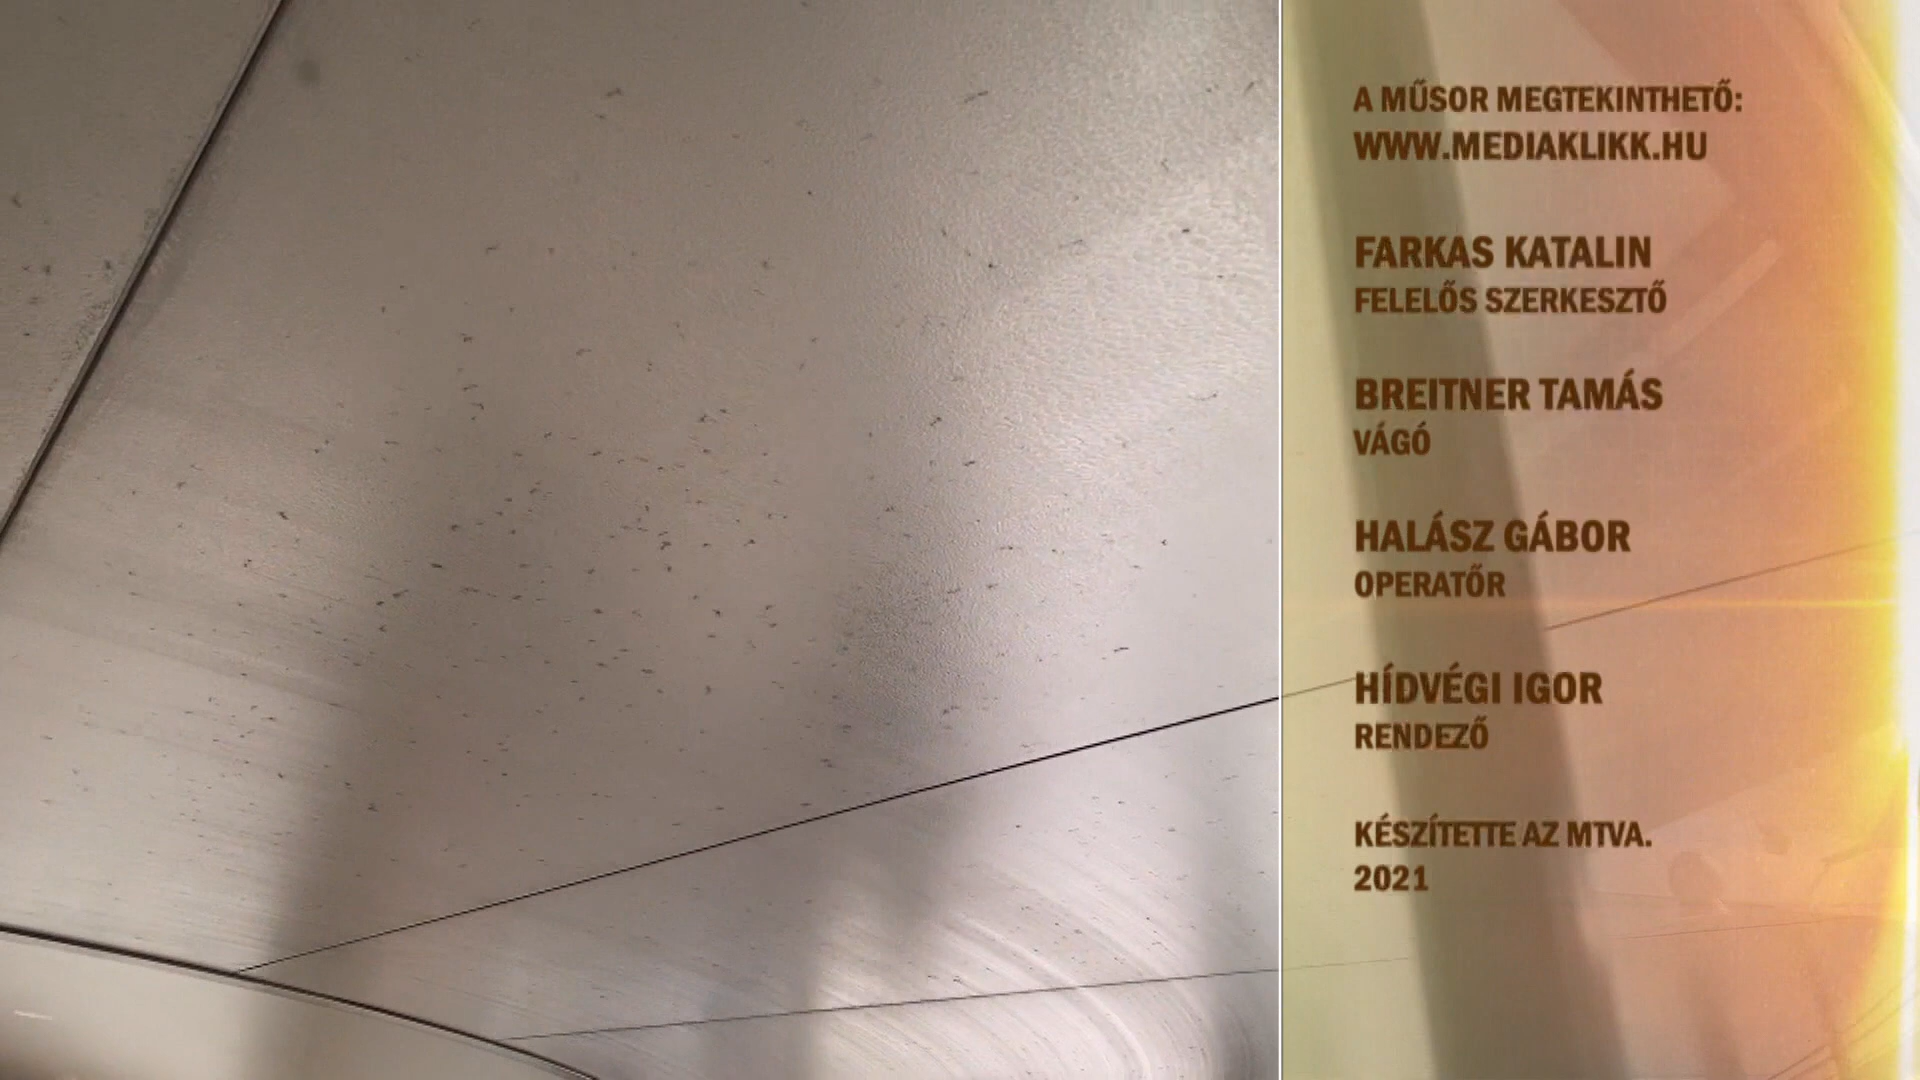 A MŰSOR MEGTEKINTHETŐ:
WWW.MEDIAKLIKK.HU
FARKAS KATALIN
FELELŐS SZERKESZTŐ
BREITNER TAMÁS
VÁGÓ
HALÁSZ GÁBOR
OPERATŐR
HÍDVÉGI IGOR
RENDEZŐ
KÉSZÍTETTE AZ MTVA.
2021